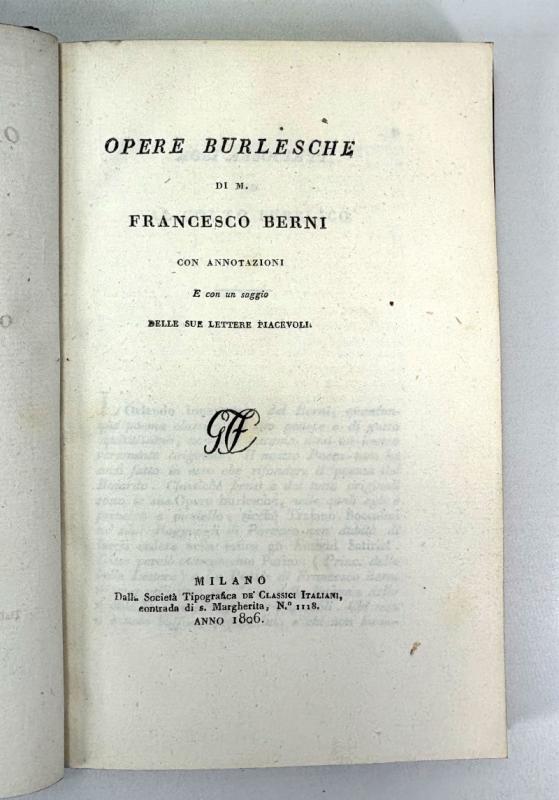 OPERE BURLESCHE
DI M.
FRANCESCO BERNI
CON ANNOTAZIONI
E con un saggio
DELLE SUE LETTERE PIACEVOLI.
MILANO
Dalla Società Tipografica DE' CLASSICI ITALIANI,
contrada di s. Margherita, N.° 1118.
ANNO 1806.